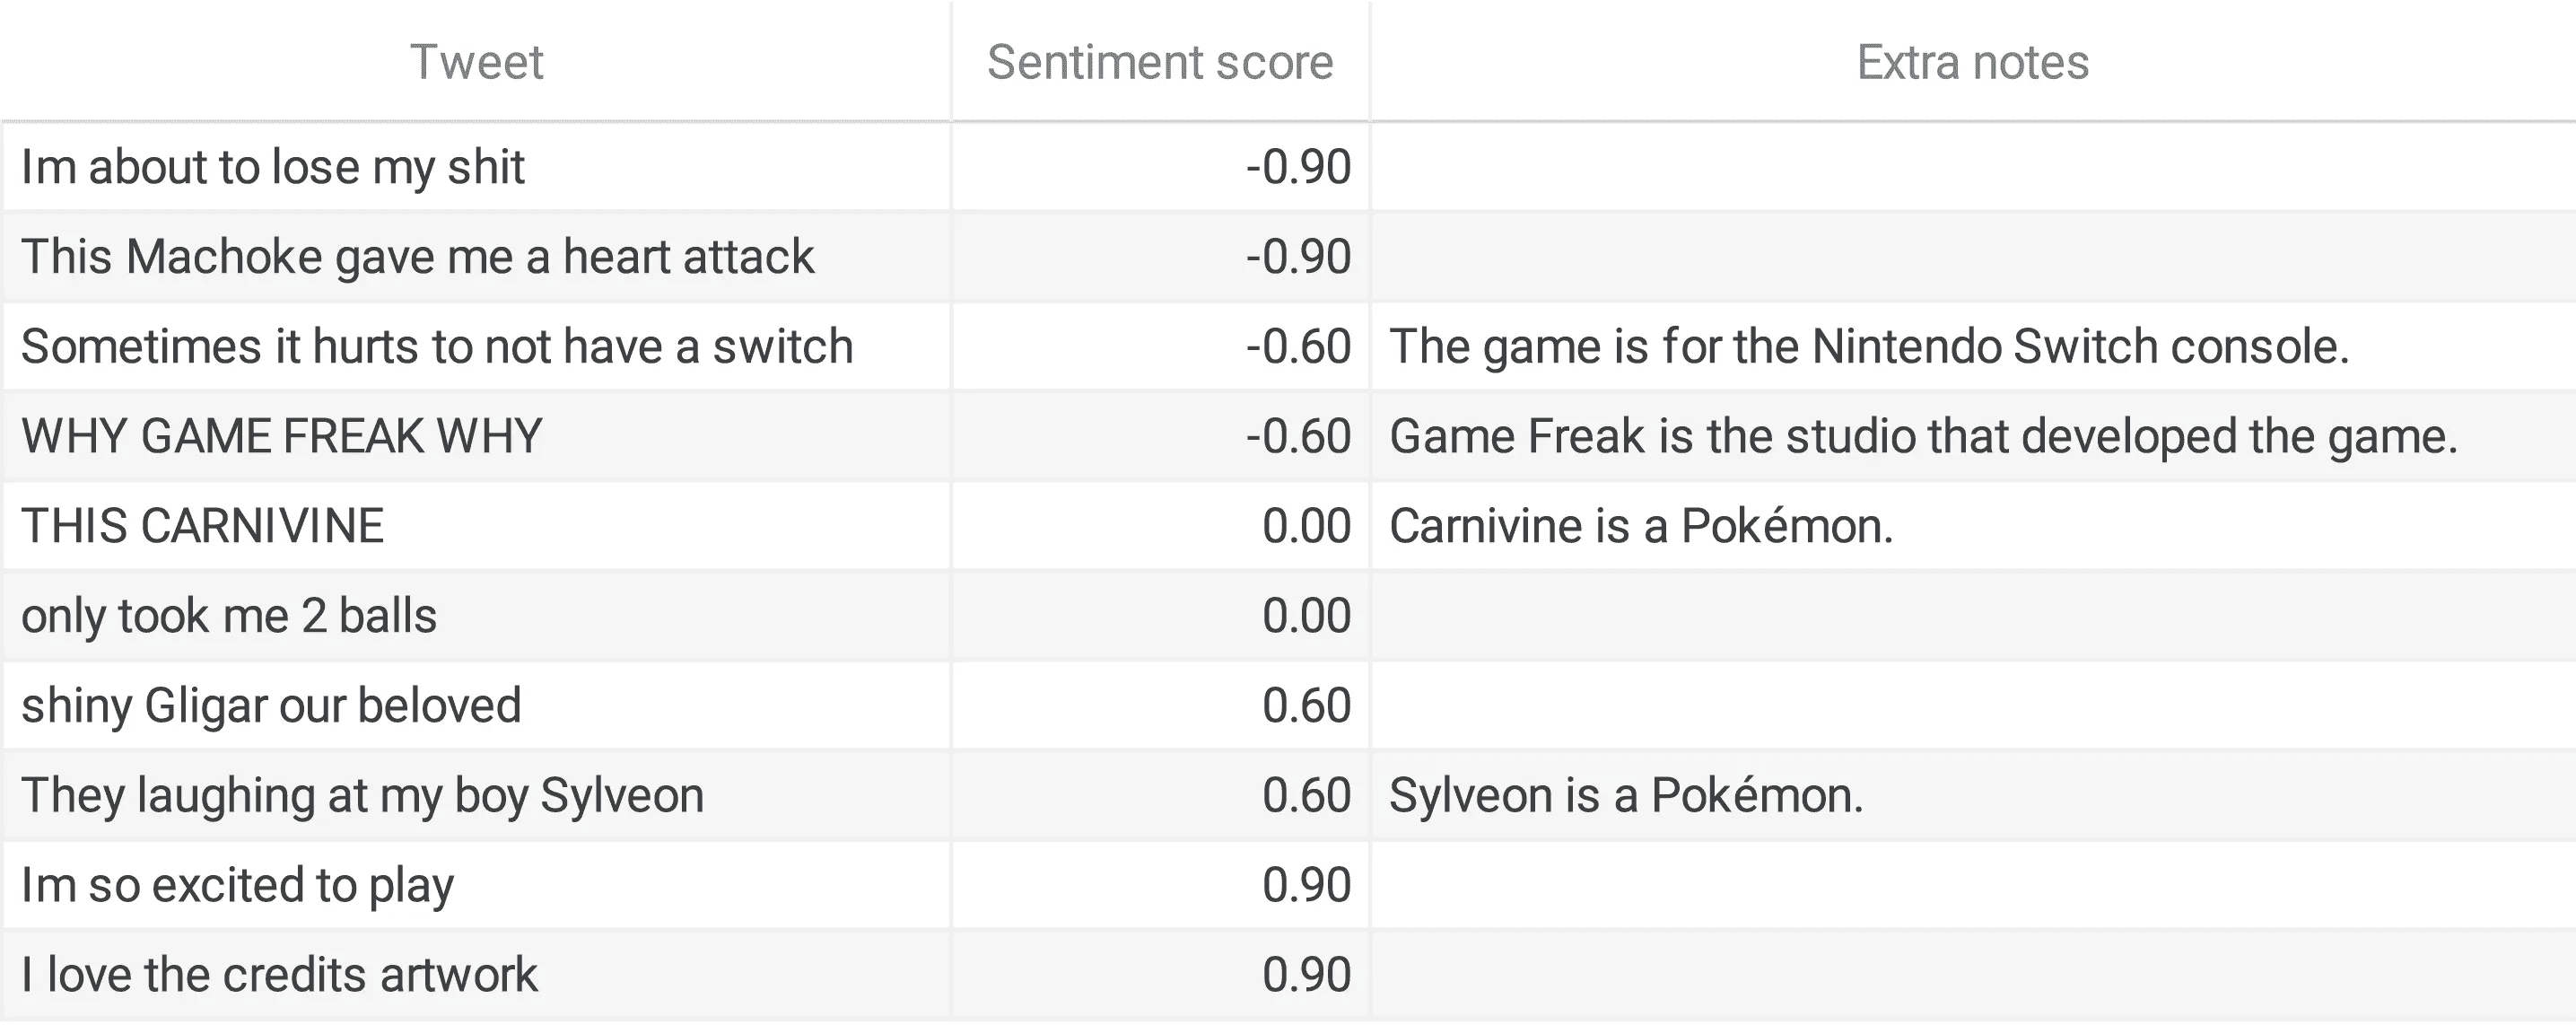 Tweet Sentiment score Extra notes
Im about to lose my shit -0.90
This Machoke gave me a heart attack -0.90
Sometimes it hurts to not have a switch -0.60 The game is for the Nintendo Switch console.
WHY GAME FREAK WHY -0.60 Game Freak is the studio that developed the game.
THIS CARNIVINE 0.00 Carnivine is a Pokémon.
only took me 2 balls 0.00
shiny Gligar our beloved 0.60
They laughing at my boy Sylveon 0.60 Sylveon is a Pokémon.
Im so excited to play 0.90
I love the credits artwork 0.90